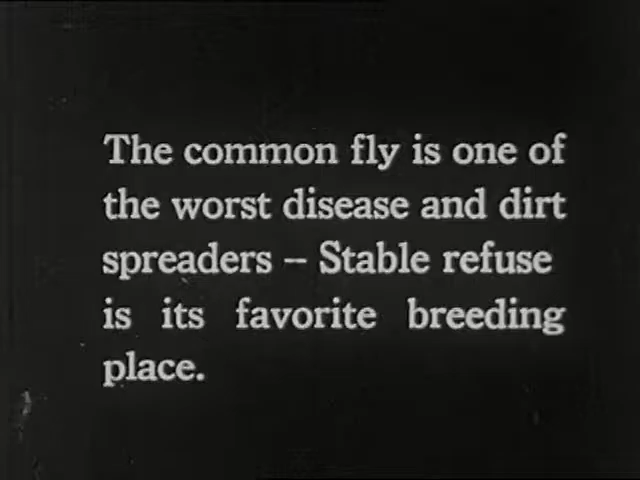 The common fly is one of
the worst disease and dirt
spreaders – Stable refuse
is its favorite breeding
place.